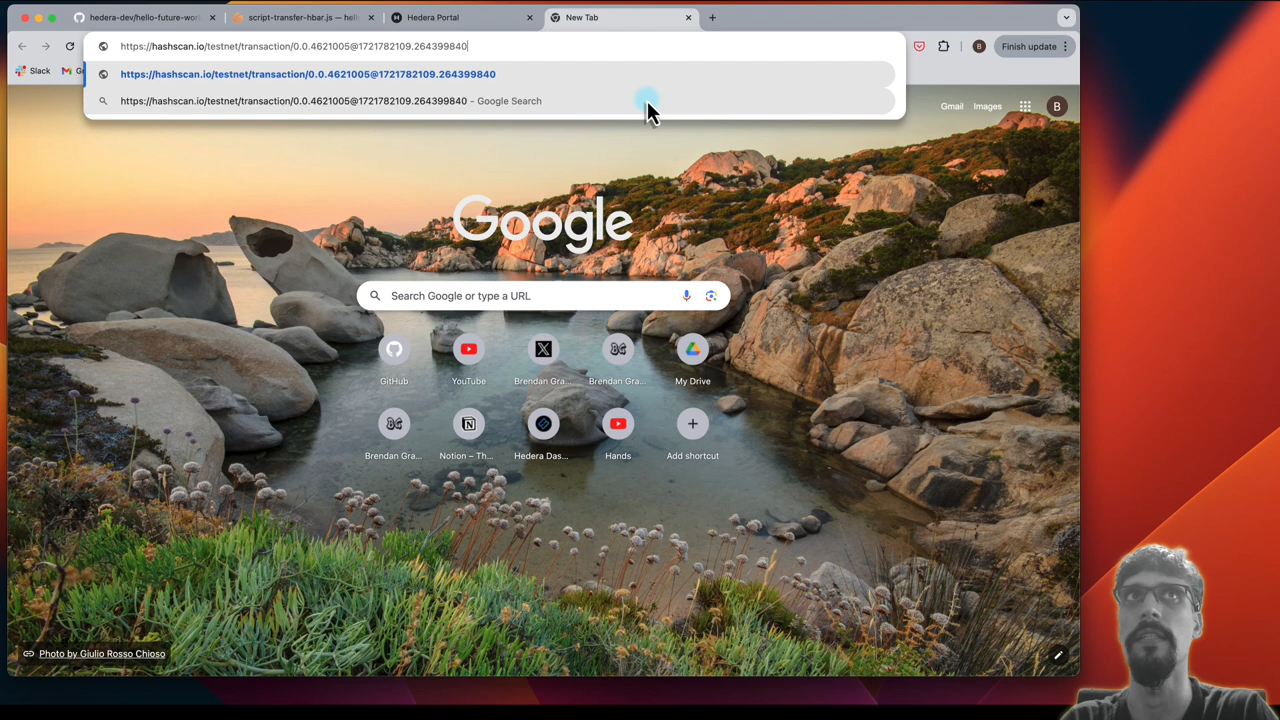 hedera-dev/hello-future-worl
script-transfer-hbar.js — hell
Hedera Portal
New Tab
https://hashscan.io/testnet/transaction/0.0.4621005@1721782109.264399840
Finish update
Slack
https://hashscan.io/testnet/transaction/0.0.4621005@1721782109.264399840
https://hashscan.io/testnet/transaction/0.0.4621005@1721782109.264399840 - Google Search
Gmail
Images
B
Google
Search Google or type a URL
GitHub
YouTube
Brendan Gra...
Brendan Gra...
My Drive
Brendan Gra...
Notion – Th...
Hedera Das...
Hands
Add shortcut
Photo by Giulio Rosso Chioso